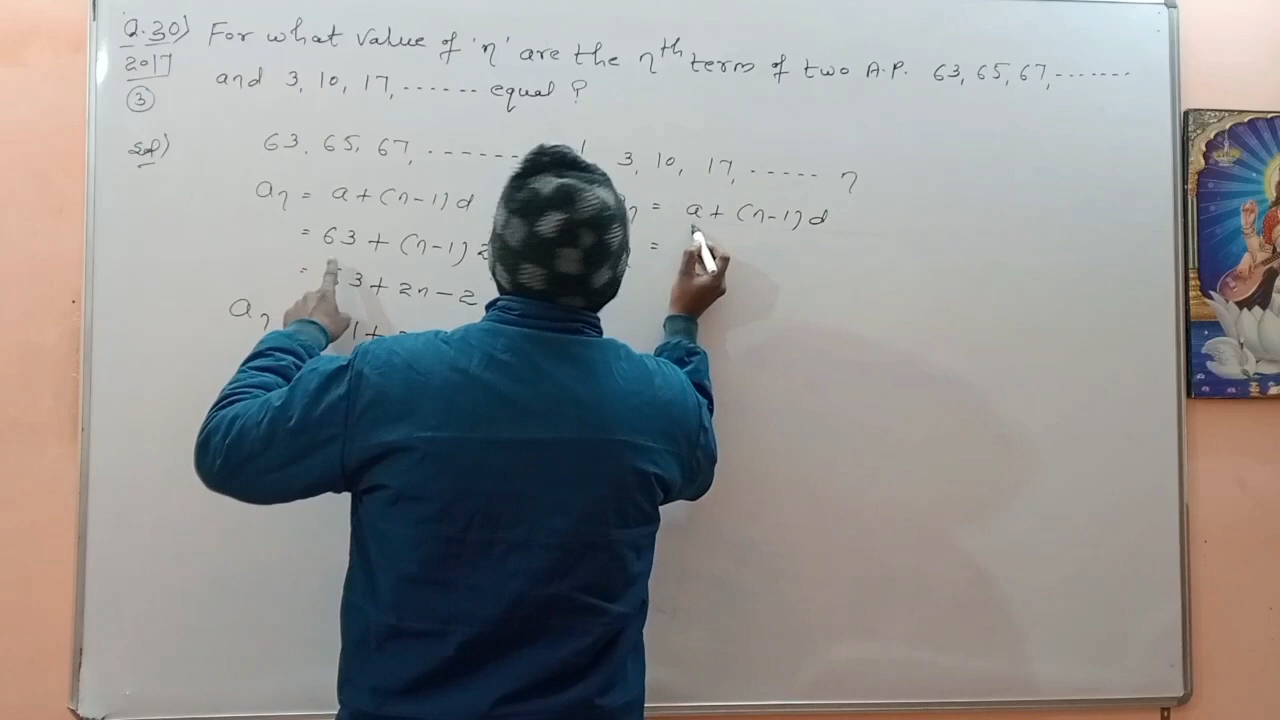 Q.30) For what value of 'n' are the nth term of two A.P. 63, 65, 67, .......
2017 and 3, 10, 17, ...... equal ?
3
Sol) 63, 65, 67, ....... 3, 10, 17, ..... n
an = a + (n-1) d = a + (n-1) d
= 63 + (n-1) 2 =
= 3 + 2n - 2
an